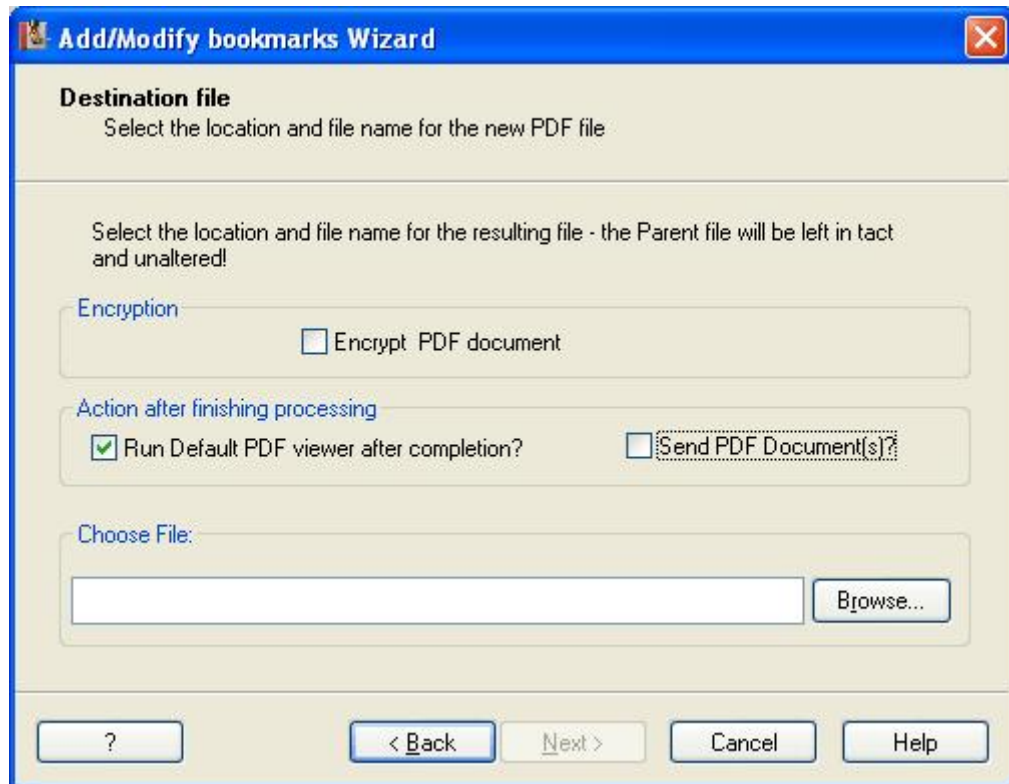 Add/Modify bookmarks Wizard
Destination file
Select the location and file name for the new PDF file
Select the location and file name for the resulting file - the Parent file will be left in tact
and unaltered!
Encryption
Encrypt PDF document
Action after finishing processing
Run Default PDF viewer after completion? Send PDF Document(s)?
Choose File:
Browse...
? < Back Next > Cancel Help